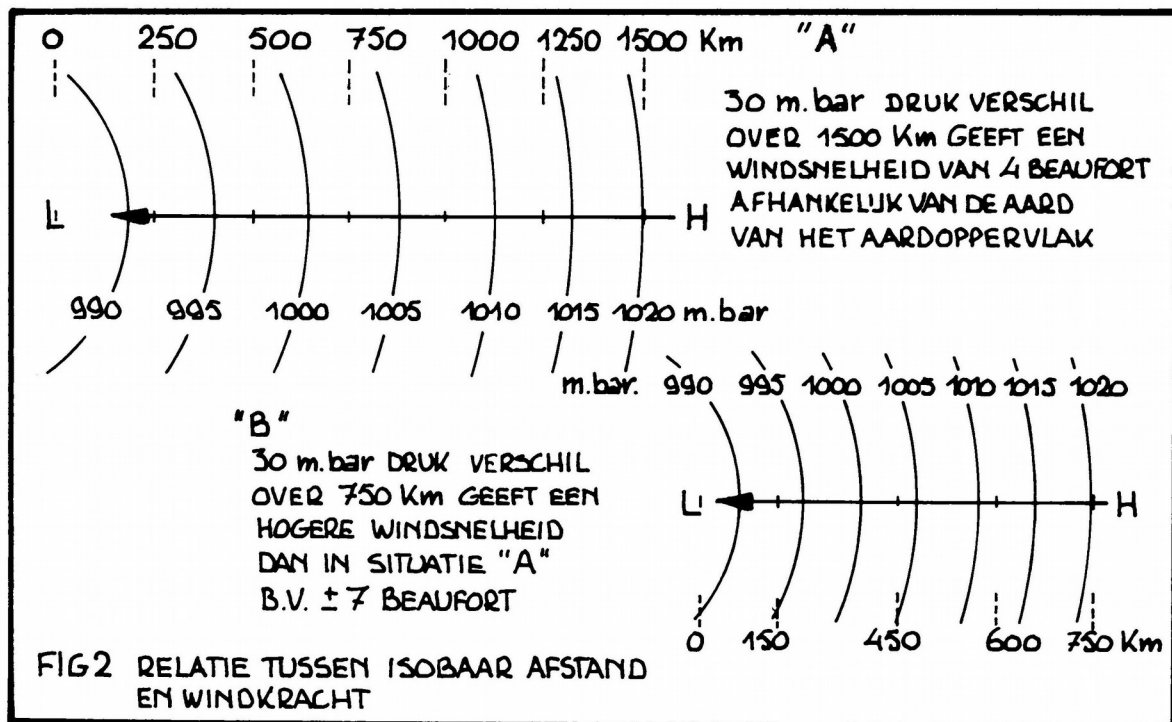 0 250 500 750 1000 1250 1500 Km "A"
30 m.bar DRUK VERSCHIL
OVER 1500 Km GEEFT EEN
WINDSNELHEID VAN 4 BEAUFORT
AFHANKELIJK VAN DE AARD
VAN HET AARDOPPERVLAK
L H
990 995 1000 1005 1010 1015 1020 m.bar
m.bar. 990 995 1000 1005 1010 1015 1020
"B"
30 m.bar DRUK VERSCHIL
OVER 750 Km GEEFT EEN
HOGERE WINDSNELHEID
DAN IN SITUATIE "A"
B.V. ± 7 BEAUFORT
L H
0 150 450 600 750 Km
FIG 2 RELATIE TUSSEN ISOBAAR AFSTAND
EN WINDKRACHT